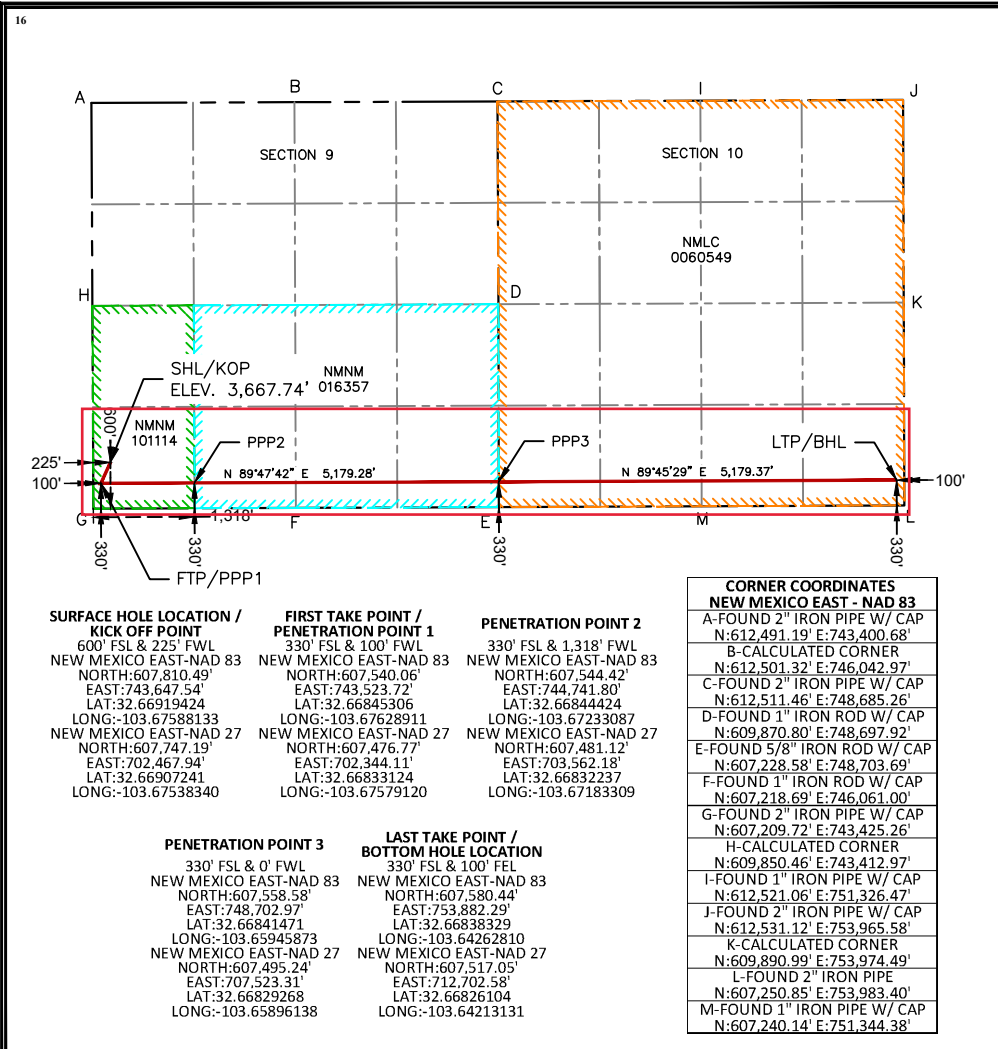 16
A
B
C
I
J
SECTION 9
SECTION 10
NMLC
0060549
H
D
K
SHL/KOP
ELEV. 3,667.74'
NMNM
016357
NMNM
101114
600'
225'
100'
PPP2
PPP3
LTP/BHL
N 89°47'42" E 5,179.28'
N 89°45'29" E 5,179.37'
100'
G
1,318'
F
E
M
L
330'
330'
330'
330'
FTP/PPP1
SURFACE HOLE LOCATION /
KICK OFF POINT
600' FSL & 225' FWL
NEW MEXICO EAST-NAD 83
NORTH:607,810.49'
EAST:743,647.54'
LAT:32.66919424
LONG:-103.67588133
NEW MEXICO EAST-NAD 27
NORTH:607,747.19'
EAST:702,467.94'
LAT:32.66907241
LONG:-103.67538340
FIRST TAKE POINT /
PENETRATION POINT 1
330' FSL & 100' FWL
NEW MEXICO EAST-NAD 83
NORTH:607,540.06'
EAST:743,523.72'
LAT:32.66845306
LONG:-103.67628911
NEW MEXICO EAST-NAD 27
NORTH:607,476.77'
EAST:702,344.11'
LAT:32.66833124
LONG:-103.67579120
PENETRATION POINT 2
330' FSL & 1,318' FWL
NEW MEXICO EAST-NAD 83
NORTH:607,544.42'
EAST:744,741.80'
LAT:32.66844424
LONG:-103.67233087
NEW MEXICO EAST-NAD 27
NORTH:607,481.12'
EAST:703,562.18'
LAT:32.66832237
LONG:-103.67183309
PENETRATION POINT 3
330' FSL & 0' FWL
NEW MEXICO EAST-NAD 83
NORTH:607,558.58'
EAST:748,702.97'
LAT:32.66841471
LONG:-103.65945873
NEW MEXICO EAST-NAD 27
NORTH:607,495.24'
EAST:707,523.31'
LAT:32.66829268
LONG:-103.65896138
LAST TAKE POINT /
BOTTOM HOLE LOCATION
330' FSL & 100' FEL
NEW MEXICO EAST-NAD 83
NORTH:607,580.44'
EAST:753,882.29'
LAT:32.66838329
LONG:-103.64262810
NEW MEXICO EAST-NAD 27
NORTH:607,517.05'
EAST:712,702.58'
LAT:32.66826104
LONG:-103.64213131
CORNER COORDINATES
NEW MEXICO EAST - NAD 83
A-FOUND 2" IRON PIPE W/ CAP
N:612,491.19' E:743,400.68'
B-CALCULATED CORNER
N:612,501.32' E:746,042.97'
C-FOUND 2" IRON PIPE W/ CAP
N:612,511.46' E:748,685.26'
D-FOUND 1" IRON ROD W/ CAP
N:609,870.80' E:748,697.92'
E-FOUND 5/8" IRON ROD W/ CAP
N:607,228.58' E:748,703.69'
F-FOUND 1" IRON ROD W/ CAP
N:607,218.69' E:746,061.00'
G-FOUND 2" IRON PIPE W/ CAP
N:607,209.72' E:743,425.26'
H-CALCULATED CORNER
N:609,850.46' E:743,412.97'
I-FOUND 1" IRON PIPE W/ CAP
N:612,521.06' E:751,326.47'
J-FOUND 2" IRON PIPE W/ CAP
N:612,531.12' E:753,965.58'
K-CALCULATED CORNER
N:609,890.99' E:753,974.49'
L-FOUND 2" IRON PIPE
N:607,250.85' E:753,983.40'
M-FOUND 1" IRON PIPE W/ CAP
N:607,240.14' E:751,344.38'